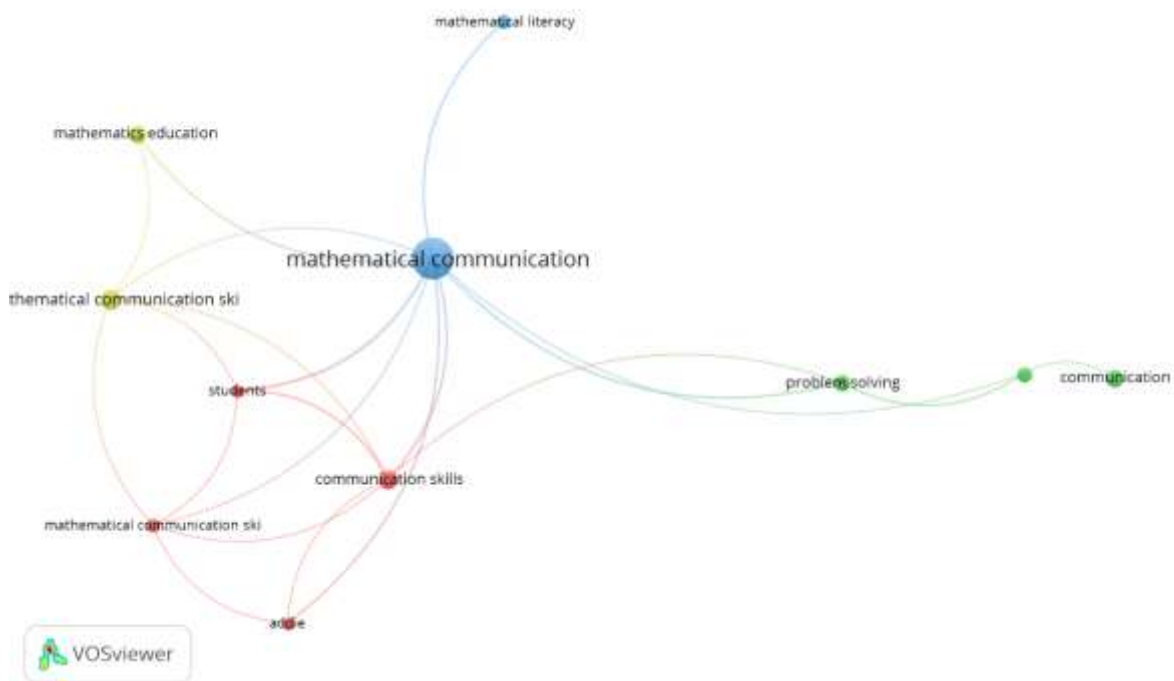 mathematical literacy
mathematics education
mathematical communication
thematical communication ski
students
problem solving
communication
communication skills
mathematical communication ski
addie
VOSviewer